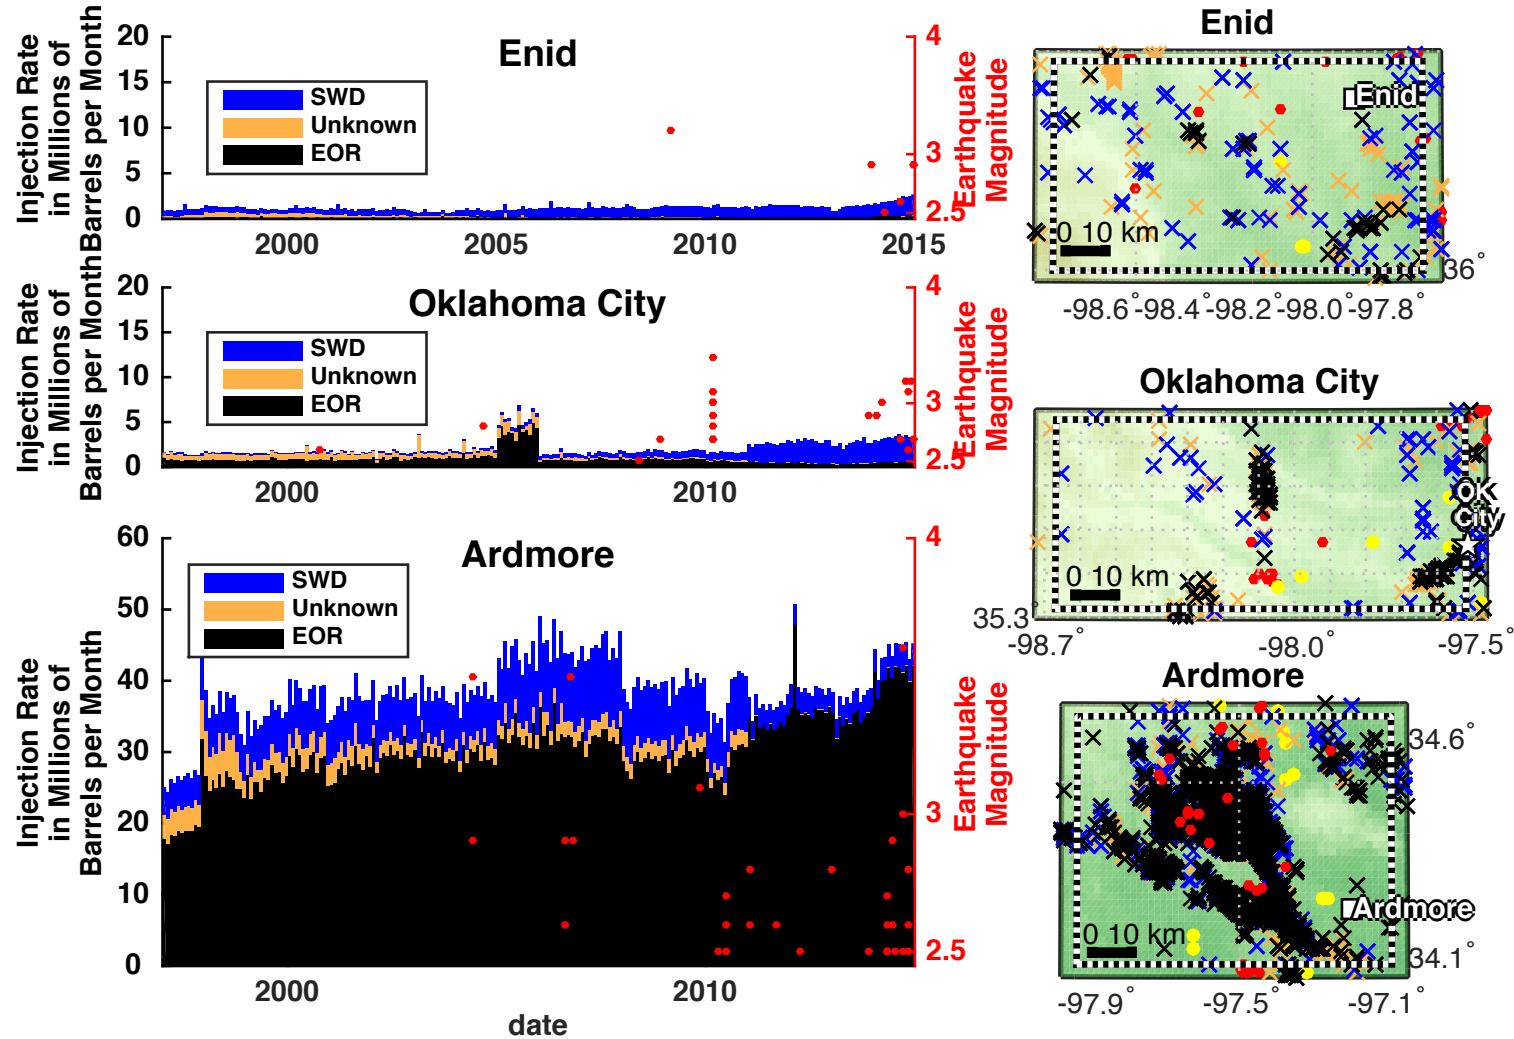 Enid
Injection Rate
in Millions of
Barrels per Month
20
15
10
5
0
SWD
Unknown
EOR
4
3
2.5
Earthquake
Magnitude
2000
2005
2010
2015
Oklahoma City
Injection Rate
in Millions of
Barrels per Month
20
15
10
5
0
SWD
Unknown
EOR
4
3
2.5
Earthquake
Magnitude
2000
2010
Ardmore
Injection Rate
in Millions of
Barrels per Month
60
50
40
30
20
10
0
SWD
Unknown
EOR
4
3
2.5
Earthquake
Magnitude
2000
2010
date
Enid
Enid
0 10 km
36°
-98.6° -98.4° -98.2° -98.0° -97.8°
Oklahoma City
OK
City
0 10 km
35.3°
-98.7° -98.0° -97.5°
Ardmore
34.6°
Ardmore
0 10 km
34.1°
-97.9° -97.5° -97.1°